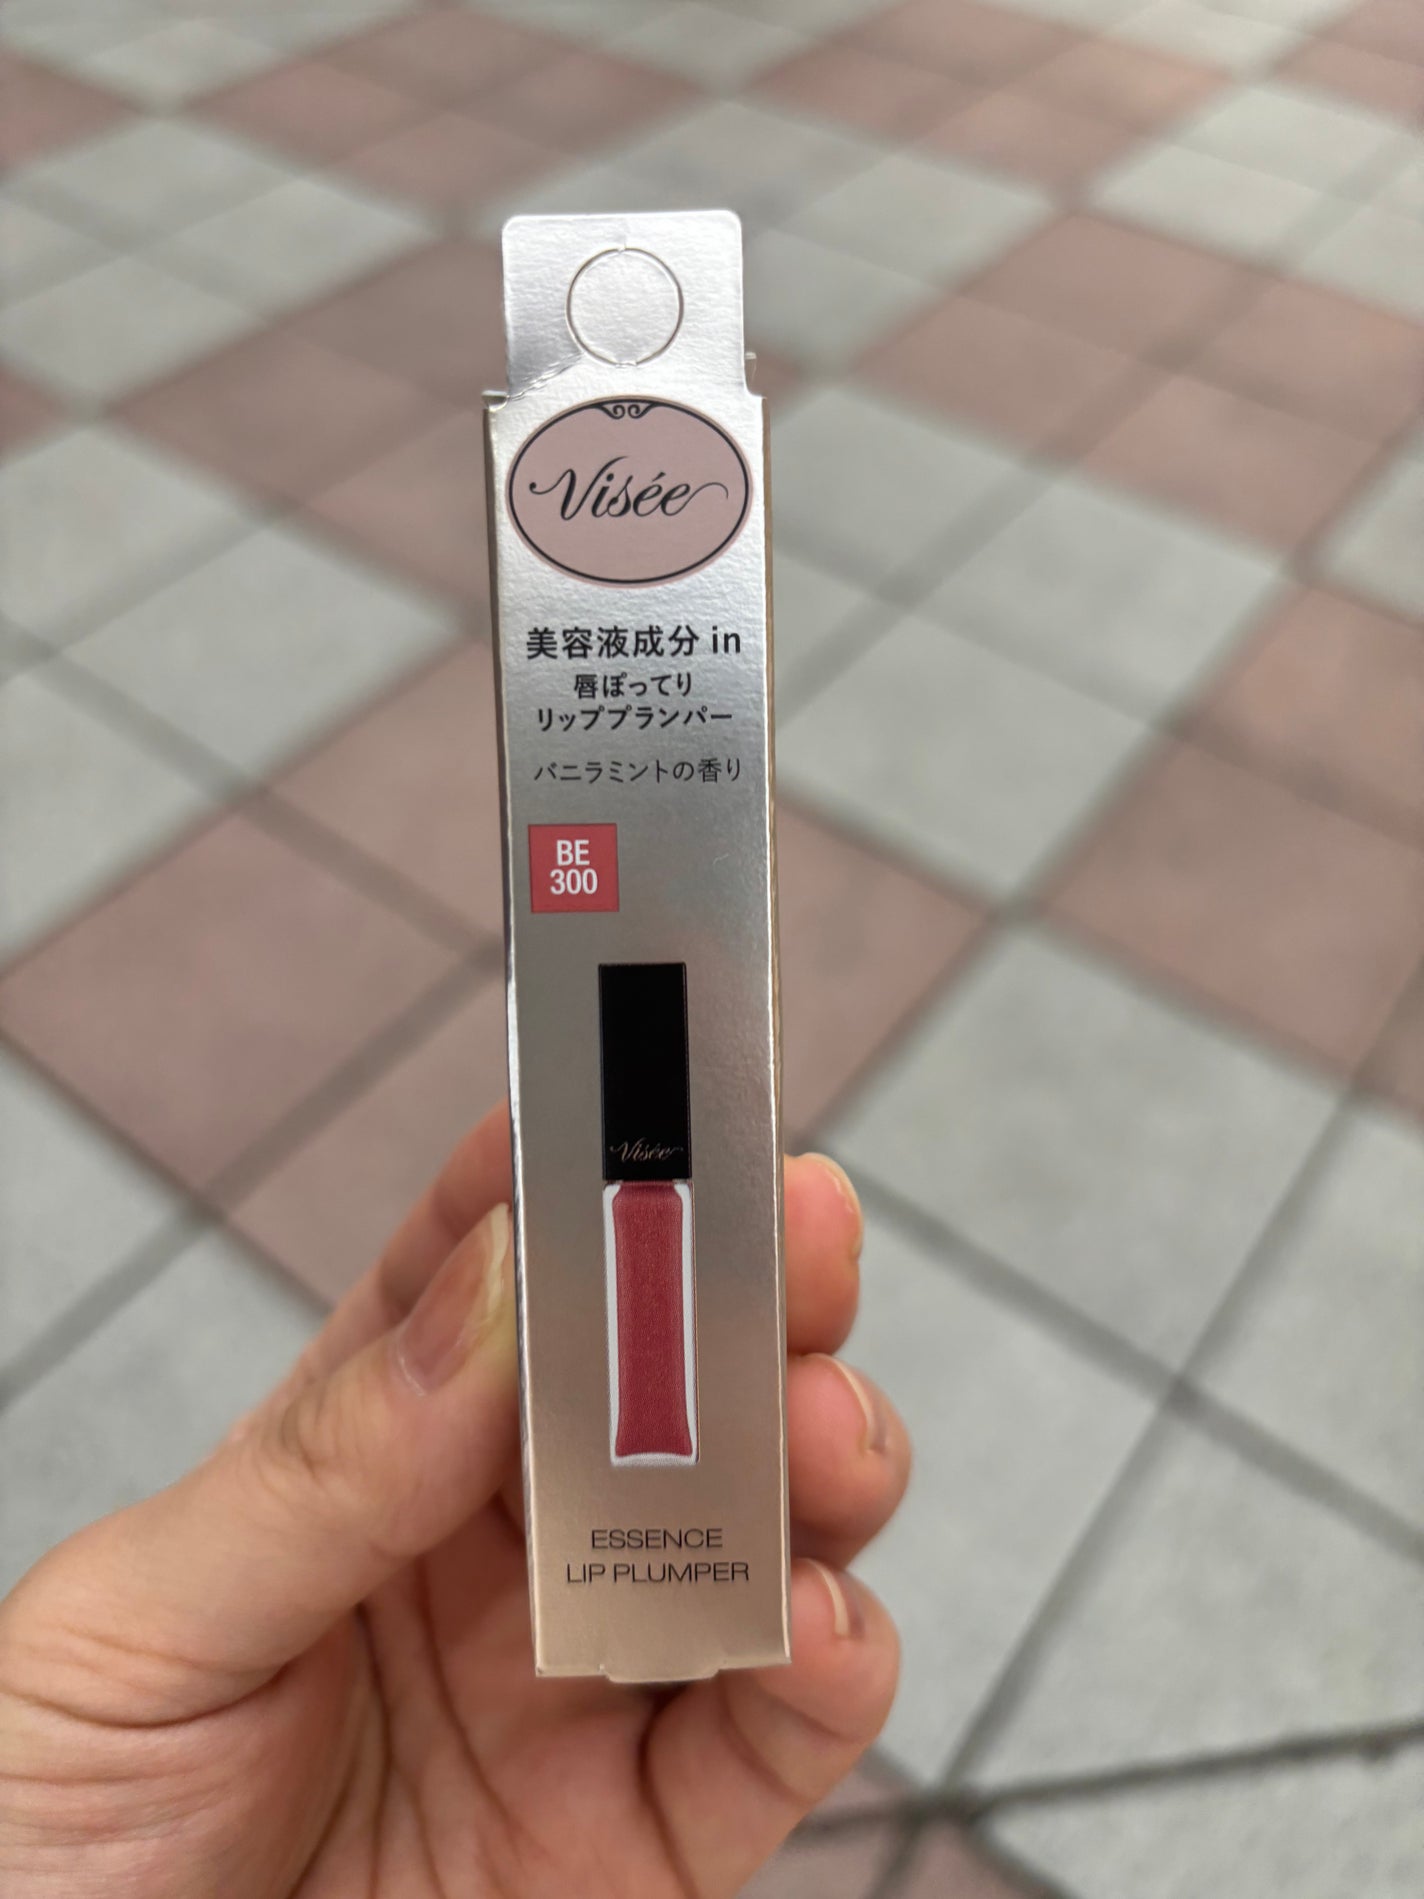 Visée
美容液成分 in
唇ぽってり
リッププランパー
バニラミントの香り
BE
300
Visée
ESSENCE
LIP PLUMPER